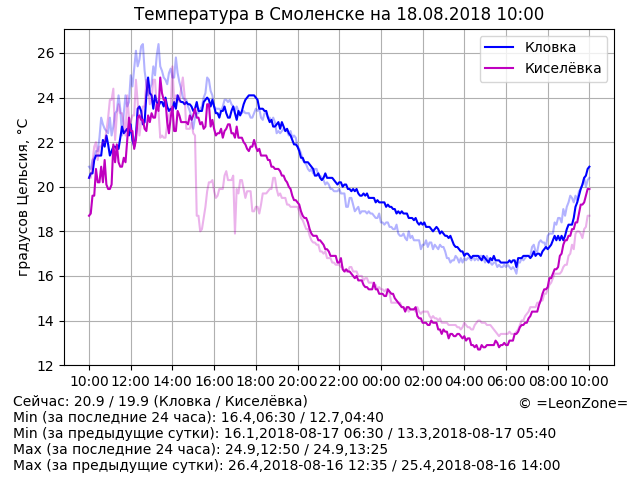 Температура в Смоленске на 18.08.2018 10:00
градусов Цельсия, °C
26
24
22
20
18
16
14
12
Кловка
Киселёвка
10:00 12:00 14:00 16:00 18:00 20:00 22:00 00:00 02:00 04:00 06:00 08:00 10:00
Сейчас: 20.9 / 19.9 (Кловка / Киселёвка)
© =LeonZone=
Min (за последние 24 часа): 16.4,06:30 / 12.7,04:40
Min (за предыдущие сутки): 16.1,2018-08-17 06:30 / 13.3,2018-08-17 05:40
Max (за последние 24 часа): 24.9,12:50 / 24.9,13:25
Max (за предыдущие сутки): 26.4,2018-08-16 12:35 / 25.4,2018-08-16 14:00